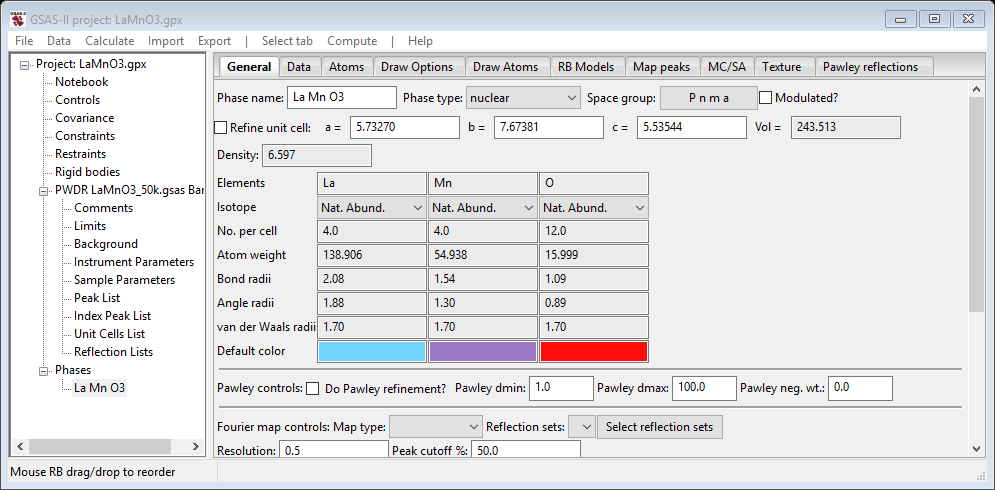 GSAS-II project: LaMnO3.gpx
File Data Calculate Import Export | Select tab Compute | Help
Project: LaMnO3.gpx
Notebook
Controls
Covariance
Constraints
Restraints
Rigid bodies
PWDR LaMnO3_50k.gsas Bar
Comments
Limits
Background
Instrument Parameters
Sample Parameters
Peak List
Index Peak List
Unit Cells List
Reflection Lists
Phases
La Mn O3
General Data Atoms Draw Options Draw Atoms RB Models Map peaks MC/SA Texture Pawley reflections
Phase name: La Mn O3 Phase type: nuclear Space group: P n m a Modulated?
Refine unit cell: a = 5.73270 b = 7.67381 c = 5.53544 Vol = 243.513
Density: 6.597
Elements La Mn O
Isotope Nat. Abund. Nat. Abund. Nat. Abund.
No. per cell 4.0 4.0 12.0
Atom weight 138.906 54.938 15.999
Bond radii 2.08 1.54 1.09
Angle radii 1.88 1.30 0.89
van der Waals radii 1.70 1.70 1.70
Default color
Pawley controls: Do Pawley refinement? Pawley dmin: 1.0 Pawley dmax: 100.0 Pawley neg. wt.: 0.0
Fourier map controls: Map type: Reflection sets: Select reflection sets
Resolution: 0.5 Peak cutoff %: 50.0
Mouse RB drag/drop to reorder